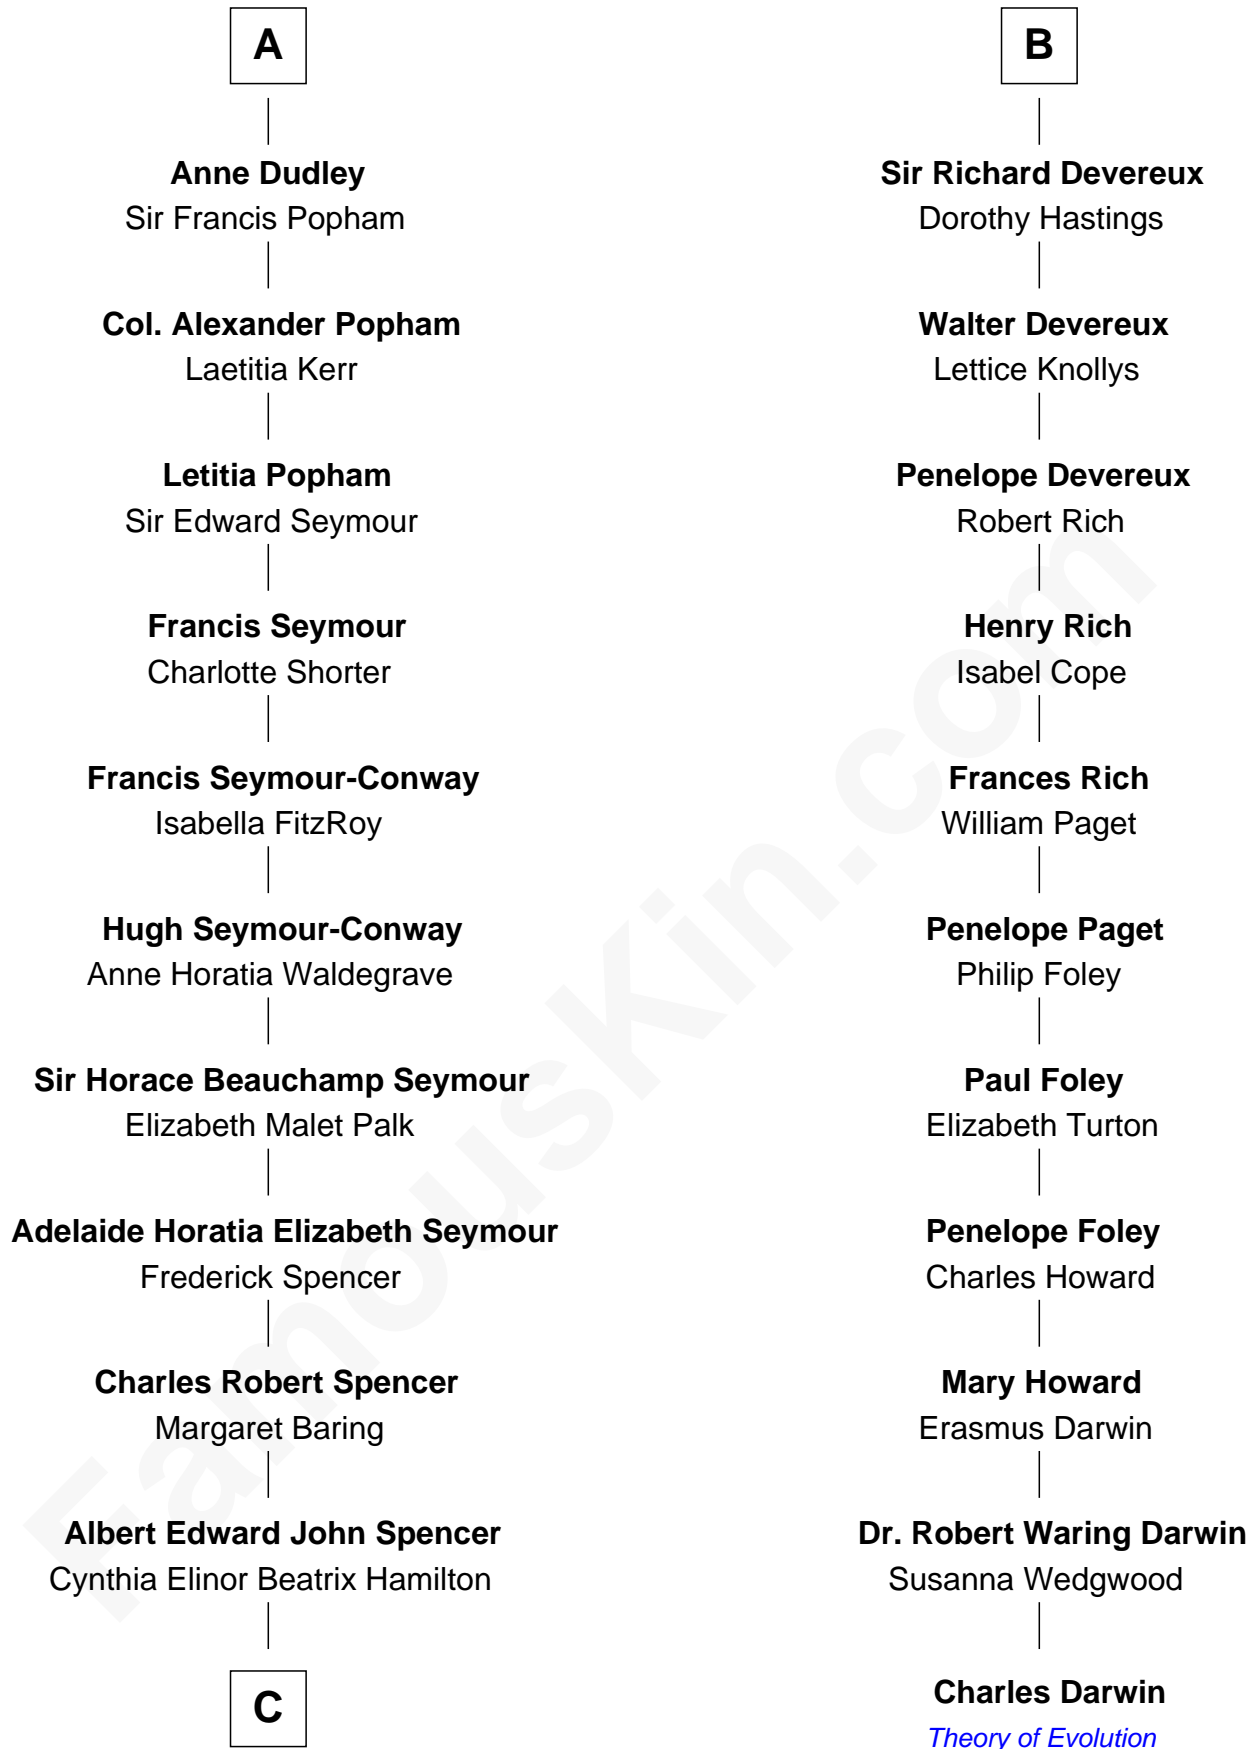 A
Anne Dudley
Sir Francis Popham
Col. Alexander Popham
Laetitia Kerr
Letitia Popham
Sir Edward Seymour
Francis Seymour
Charlotte Shorter
Francis Seymour-Conway
Isabella FitzRoy
Hugh Seymour-Conway
Anne Horatia Waldegrave
Sir Horace Beauchamp Seymour
Elizabeth Malet Palk
Adelaide Horatia Elizabeth Seymour
Frederick Spencer
Charles Robert Spencer
Margaret Baring
Albert Edward John Spencer
Cynthia Elinor Beatrix Hamilton
C
B
Sir Richard Devereux
Dorothy Hastings
Walter Devereux
Lettice Knollys
Penelope Devereux
Robert Rich
Henry Rich
Isabel Cope
Frances Rich
William Paget
Penelope Paget
Philip Foley
Paul Foley
Elizabeth Turton
Penelope Foley
Charles Howard
Mary Howard
Erasmus Darwin
Dr. Robert Waring Darwin
Susanna Wedgwood
Charles Darwin
Theory of Evolution
FamousKin.com